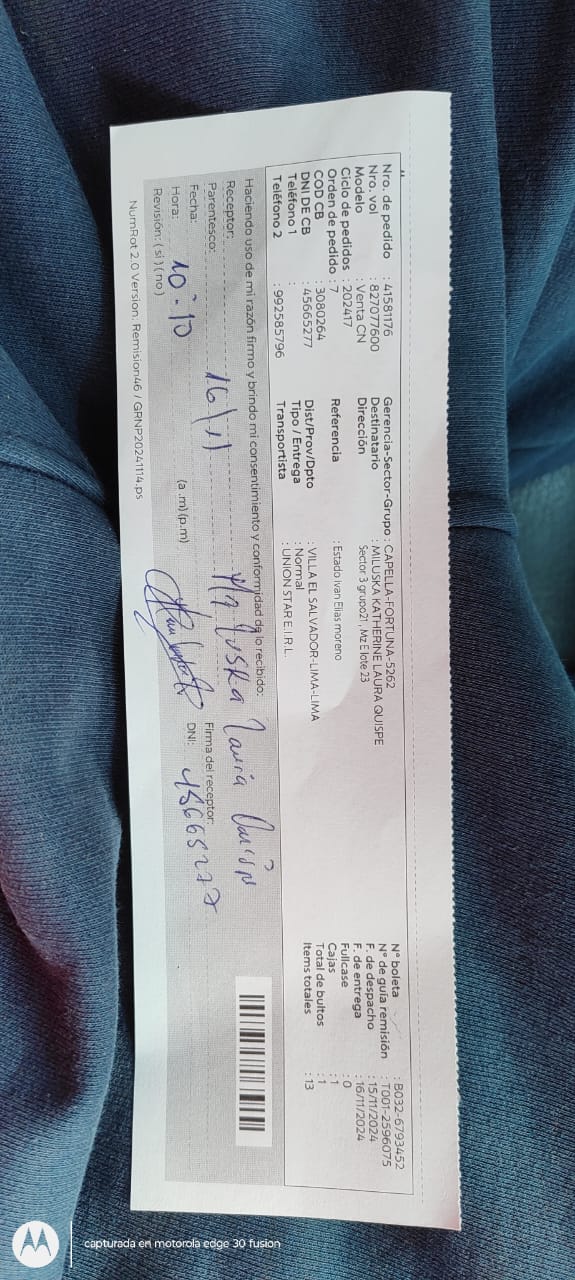 Nro. de pedido : 41581176
Nro. vol : 827077600
Modelo : Venta CN
Ciclo de pedidos : 202417
Orden de pedido : 7
COD CB : 3080264
DNI DE CB : 45665277
Teléfono 1 :
Teléfono 2 : 992585796
Gerencia-Sector-Grupo : CAPELLA-FORTUNA-5262
Destinatario : MILUSKA KATHERINE LAURA QUISPE
Dirección Sector 3 grupo21, Mz E lote 23
Referencia : Estado Ivan Elias moreno
Dist/Prov/Dpto : VILLA EL SALVADOR-LIMA-LIMA
Tipo / Entrega : Normal
Transportista : UNION STAR E.I.R.L.
N° boleta : B032-6793452
N° de guía remisión : T001-2596075
F. de despacho : 15/11/2024
F. de entrega : 16/11/2024
Fullcase : 0
Cajas : 1
Total de bultos : 1
Items totales : 13
Haciendo uso de mi razón firmo y brindo mi consentimiento y conformidad de lo recibido:
Receptor: Miluska Laura
Parentesco: Firma del receptor:
Fecha: 16/11 DNI: 45665277
Hora: 10-10 (a .m) (p.m)
Revisión: ( si ) ( no )
NumRot 2.0 Version: Remision46 / GRNP20241114.ps
capturada en motorola edge 30 fusion